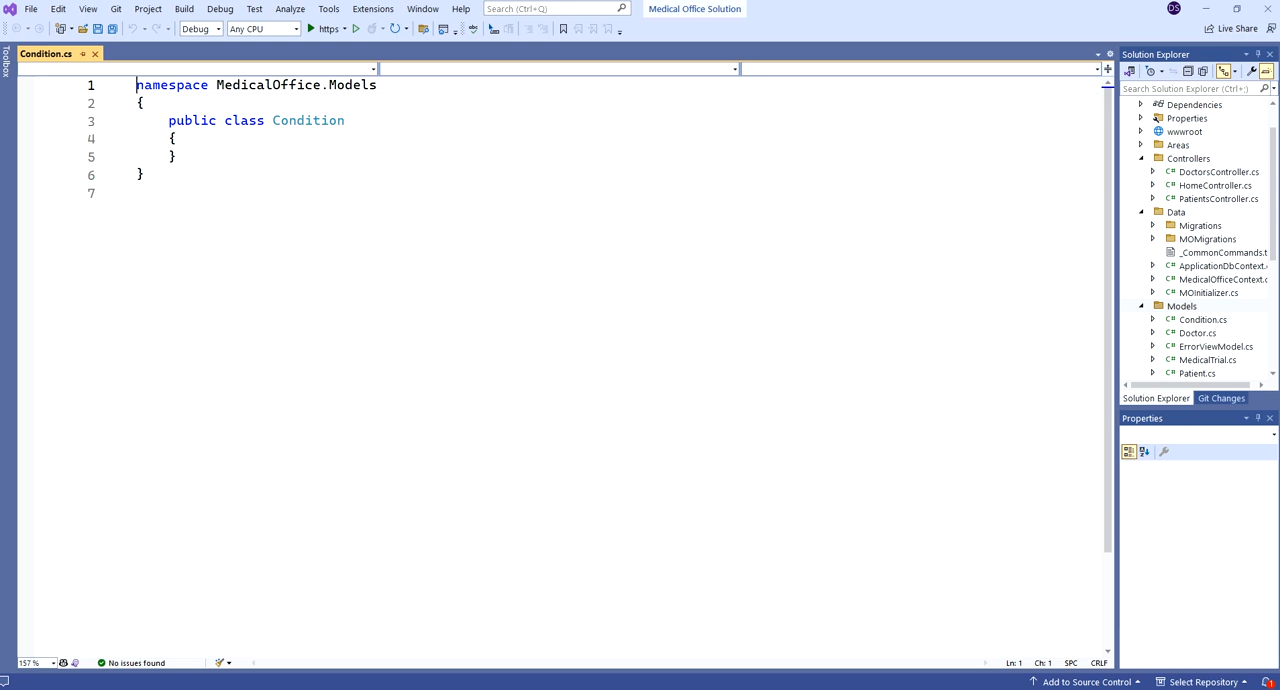 File Edit View Git Project Build Debug Test Analyze Tools Extensions Window Help Search (Ctrl+Q) Medical Office Solution DS
Debug Any CPU https Live Share
Toolbox
Condition.cs
1 namespace MedicalOffice.Models
2 {
3 public class Condition
4 {
5 }
6 }
7
Solution Explorer
Search Solution Explorer (Ctrl+;)
Dependencies
Properties
wwwroot
Areas
Controllers
C# DoctorsController.cs
C# HomeController.cs
C# PatientsController.cs
Data
Migrations
MOMigrations
_CommonCommands.t
C# ApplicationDbContext.
C# MedicalOfficeContext.c
C# MOInitializer.cs
Models
C# Condition.cs
C# Doctor.cs
C# ErrorViewModel.cs
C# MedicalTrial.cs
C# Patient.cs
Solution Explorer Git Changes
Properties
157 % No issues found Ln: 1 Ch: 1 SPC CRLF
Add to Source Control Select Repository 1